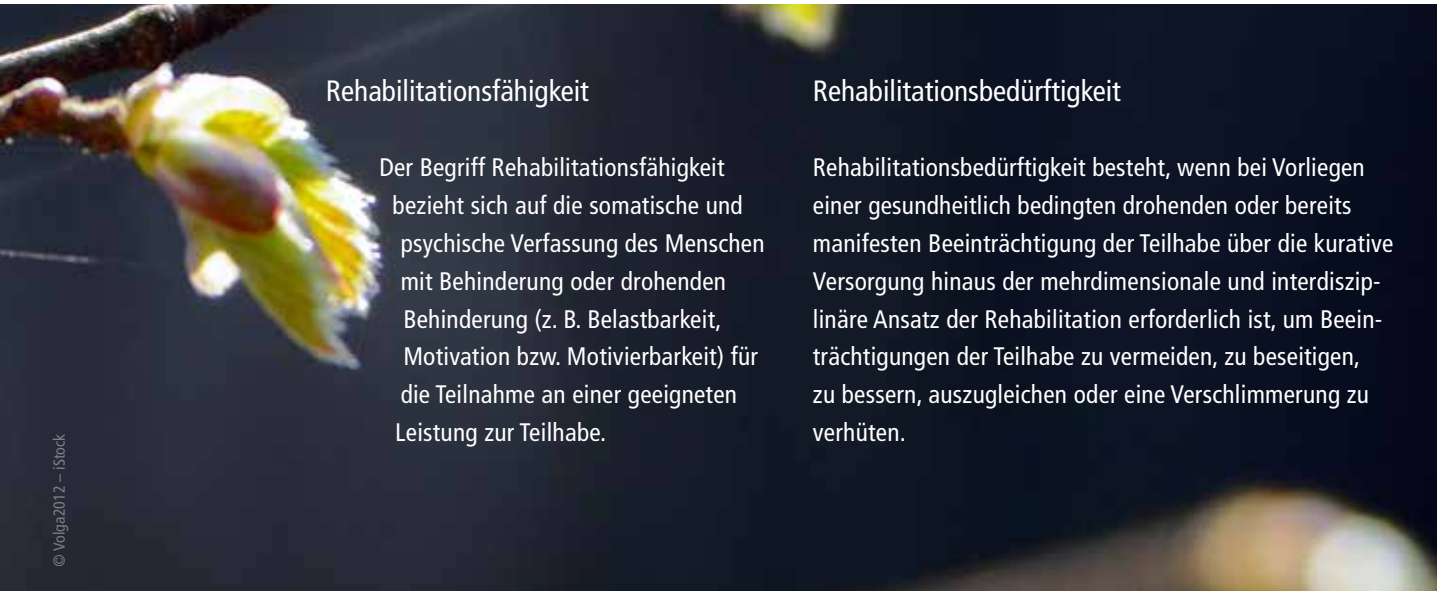 Rehabilitationsfähigkeit
Der Begriff Rehabilitationsfähigkeit
bezieht sich auf die somatische und
psychische Verfassung des Menschen
mit Behinderung oder drohenden
Behinderung (z. B. Belastbarkeit,
Motivation bzw. Motivierbarkeit) für
die Teilnahme an einer geeigneten
Leistung zur Teilhabe.
Rehabilitationsbedürftigkeit
Rehabilitationsbedürftigkeit besteht, wenn bei Vorliegen
einer gesundheitlich bedingten drohenden oder bereits
manifesten Beeinträchtigung der Teilhabe über die kurative
Versorgung hinaus der mehrdimensionale und interdiszip-
linäre Ansatz der Rehabilitation erforderlich ist, um Beein-
trächtigungen der Teilhabe zu vermeiden, zu beseitigen,
zu bessern, auszugleichen oder eine Verschlimmerung zu
verhüten.
© Volga2012 – iStock